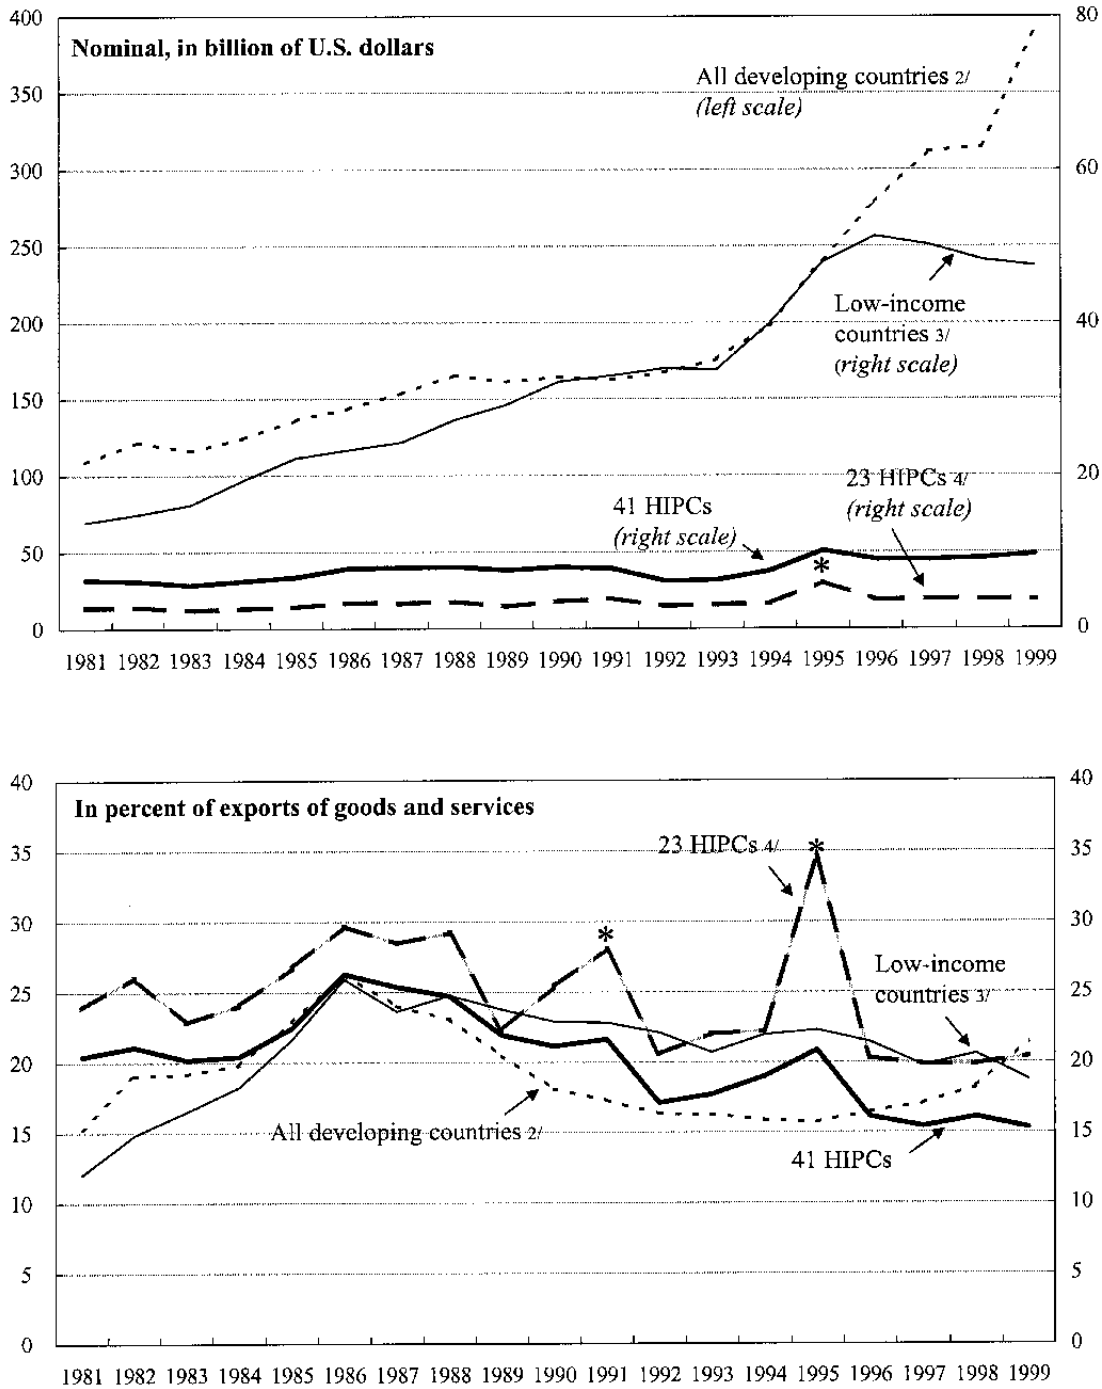 400
350
300
250
200
150
100
50
0
80
60
40
20
0
Nominal, in billion of U.S. dollars
All developing countries 2/
(left scale)
Low-income
countries 3/
(right scale)
23 HIPCs 4/
(right scale)
41 HIPCs
(right scale)
*
1981 1982 1983 1984 1985 1986 1987 1988 1989 1990 1991 1992 1993 1994 1995 1996 1997 1998 1999
40
35
30
25
20
15
10
5
0
40
35
30
25
20
15
10
5
0
In percent of exports of goods and services
23 HIPCs 4/
*
*
Low-income
countries 3/
All developing countries 2/
41 HIPCs
1981 1982 1983 1984 1985 1986 1987 1988 1989 1990 1991 1992 1993 1994 1995 1996 1997 1998 1999